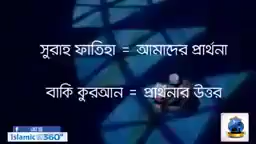 সুরাহ ফাতিহা = আমাদের প্রার্থনা
বাকি কুরআন = প্রার্থনার উত্তর
Islamic 360°